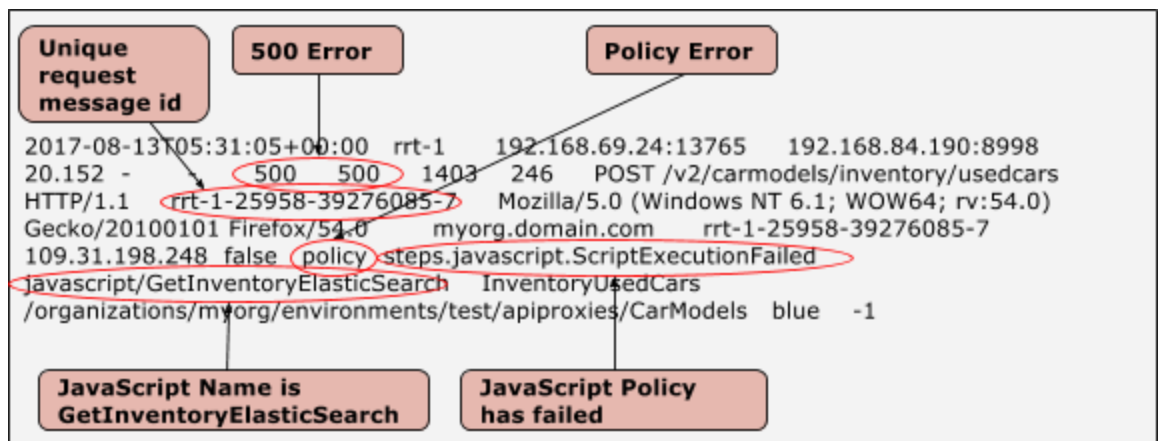 Unique
request
message id
500 Error
Policy Error
2017-08-13T05:31:05+00:00 rrt-1 192.168.69.24:13765 192.168.84.190:8998
20.152 - - 500 500 1403 246 POST /v2/carmodels/inventory/usedcars
HTTP/1.1 rrt-1-25958-39276085-7 Mozilla/5.0 (Windows NT 6.1; WOW64; rv:54.0)
Gecko/20100101 Firefox/54.0 myorg.domain.com rrt-1-25958-39276085-7
109.31.198.248 false policy steps.javascript.ScriptExecutionFailed
javascript/GetInventoryElasticSearch InventoryUsedCars
/organizations/myorg/environments/test/apiproxies/CarModels blue -1
JavaScript Name is
GetInventoryElasticSearch
JavaScript Policy
has failed